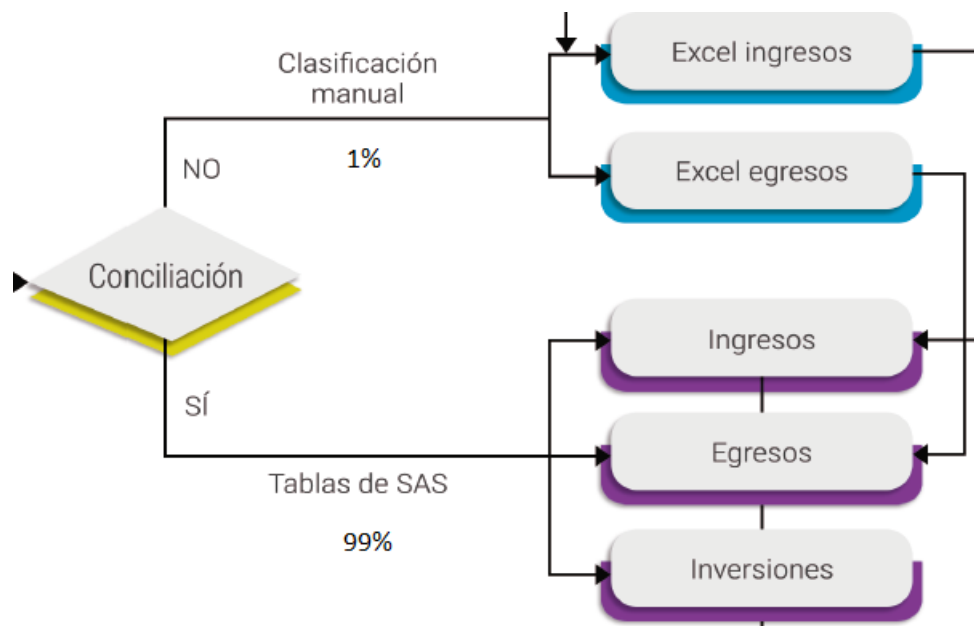 Clasificación
manual
1%
NO
Excel ingresos
Excel egresos
Conciliación
SÍ
Tablas de SAS
99%
Ingresos
Egresos
Inversiones